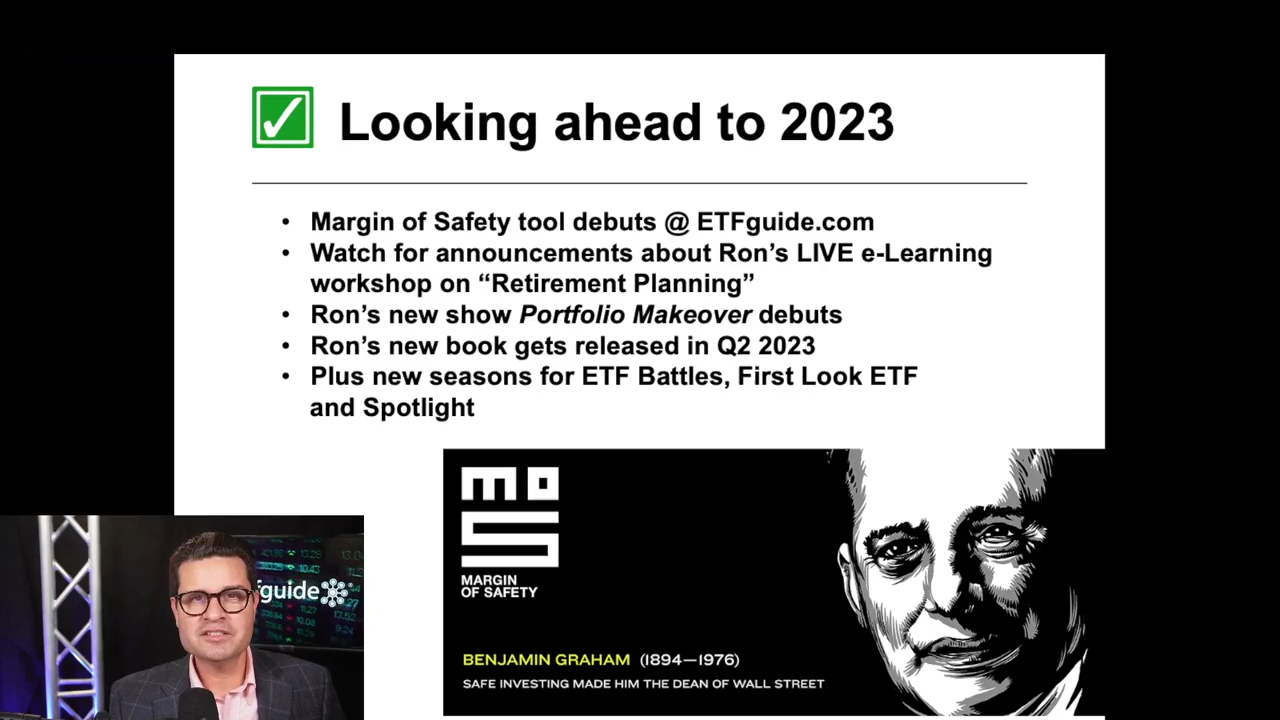 Looking ahead to 2023
• Margin of Safety tool debuts @ ETFguide.com
• Watch for announcements about Ron’s LIVE e-Learning
workshop on “Retirement Planning”
• Ron’s new show Portfolio Makeover debuts
• Ron’s new book gets released in Q2 2023
• Plus new seasons for ETF Battles, First Look ETF
and Spotlight
mos
MARGIN
OF SAFETY
BENJAMIN GRAHAM (1894—1976)
SAFE INVESTING MADE HIM THE DEAN OF WALL STREET
fguide